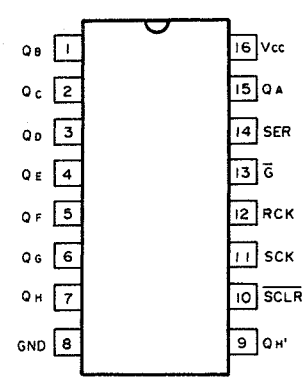 QB 1 16 Vcc
QC 2 15 QA
QD 3 14 SER
QE 4 13 G̅
QF 5 12 RCK
QG 6 11 SCK
QH 7 10 S̅C̅L̅R̅
GND 8 9 QH'